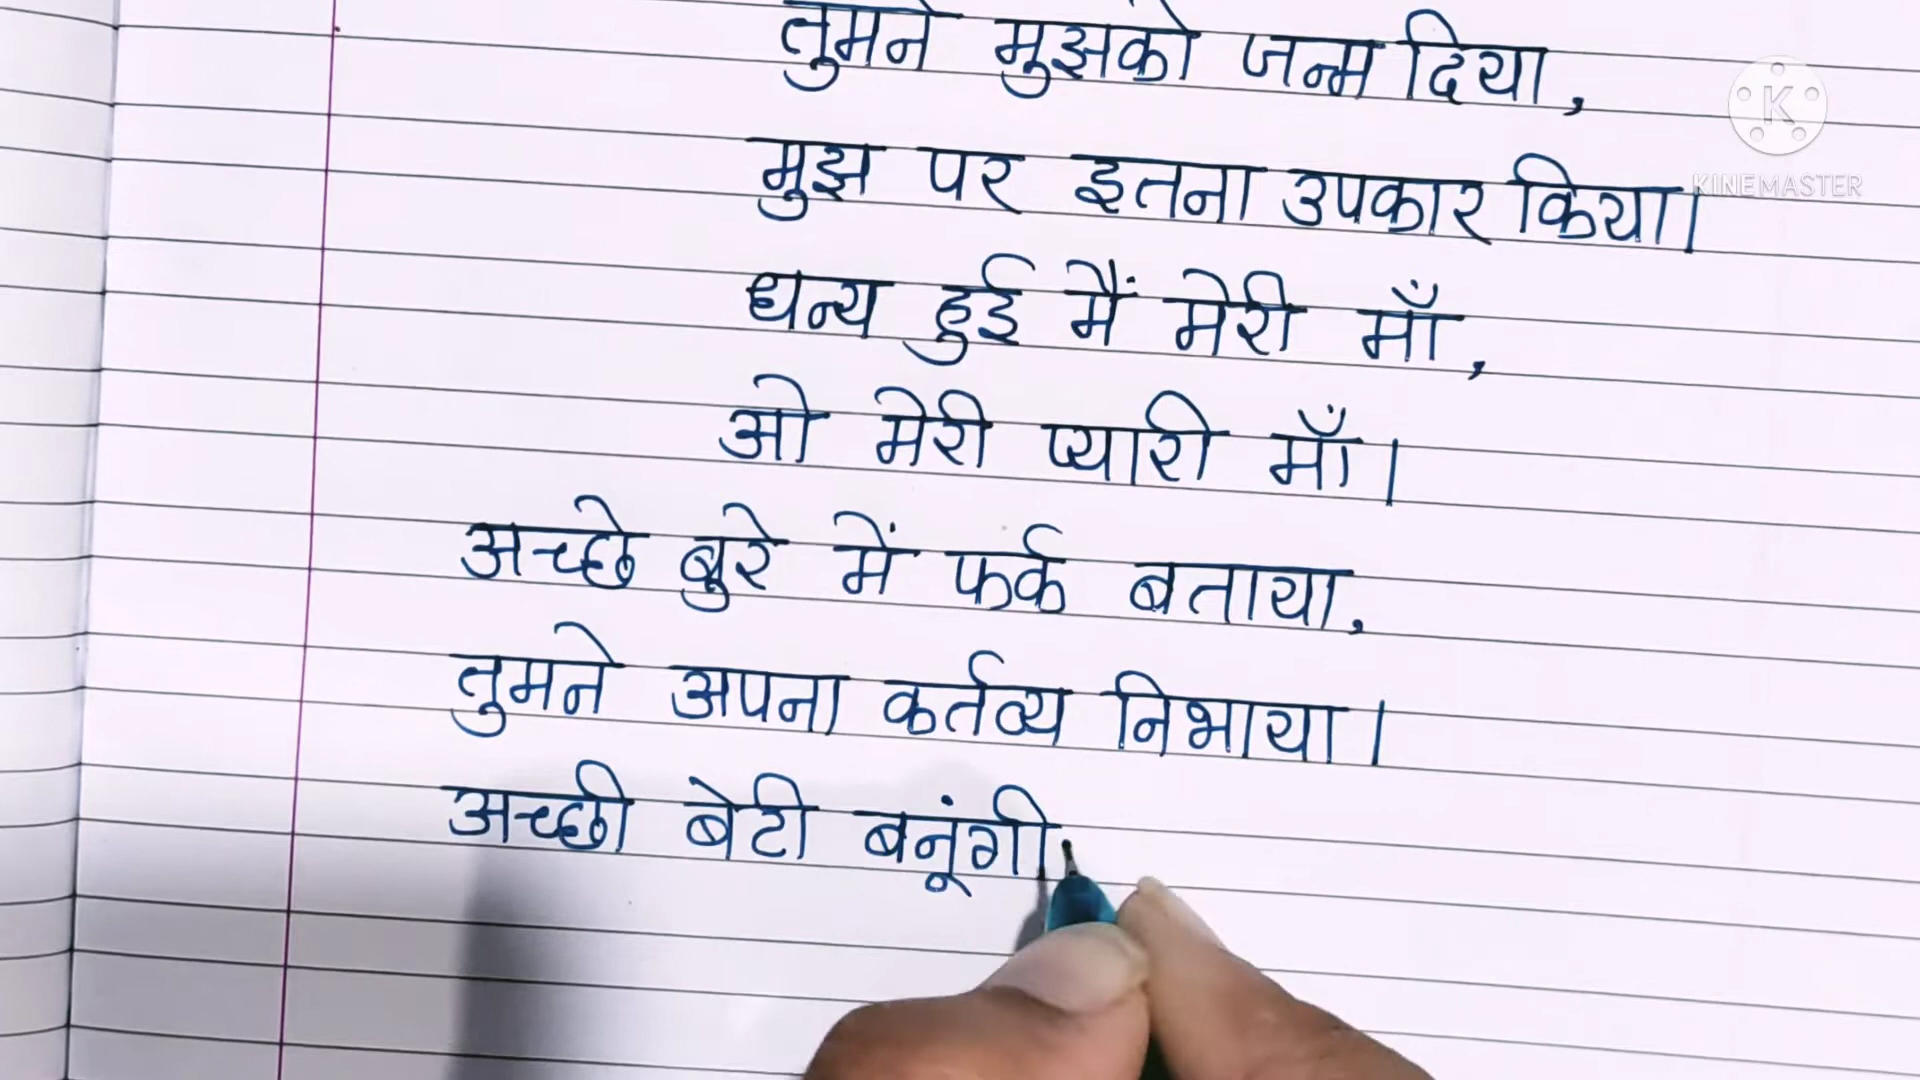 तुमने मुझको जन्म दिया,
मुझ पर इतना उपकार किया।
धन्य हुई मैं मेरी माँ,
ओ मेरी प्यारी माँ।
अच्छे बुरे में फर्क बताया,
तुमने अपना कर्तव्य निभाया।
अच्छी बेटी बनूंगी
K
KINEMASTER